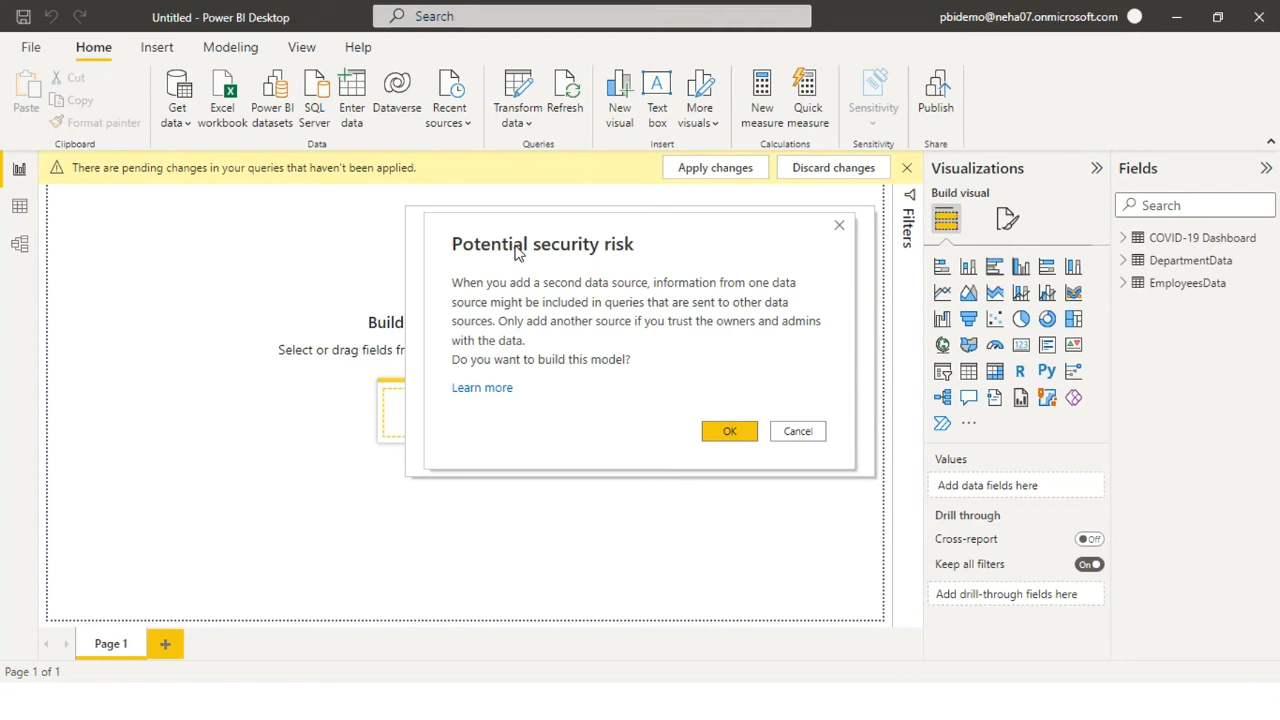 Untitled - Power BI Desktop
Search
pbidemo@neha07.onmicrosoft.com
File
Home
Insert
Modeling
View
Help
Paste
Cut
Copy
Format painter
Clipboard
Get data
Excel workbook
Power BI datasets
SQL Server
Enter data
Dataverse
Recent sources
Data
Transform data
Refresh
Queries
New visual
Text box
More visuals
Insert
New measure
Quick measure
Calculations
Sensitivity
Sensitivity
Publish
Share
There are pending changes in your queries that haven't been applied.
Apply changes
Discard changes
Filters
Build
Select or drag fields fr
Potential security risk
When you add a second data source, information from one data
source might be included in queries that are sent to other data
sources. Only add another source if you trust the owners and admins
with the data.
Do you want to build this model?
Learn more
OK
Cancel
Visualizations
Build visual
123
R
Py
Values
Add data fields here
Drill through
Cross-report
Off
Keep all filters
On
Add drill-through fields here
Fields
Search
COVID-19 Dashboard
DepartmentData
EmployeesData
Page 1
Page 1 of 1